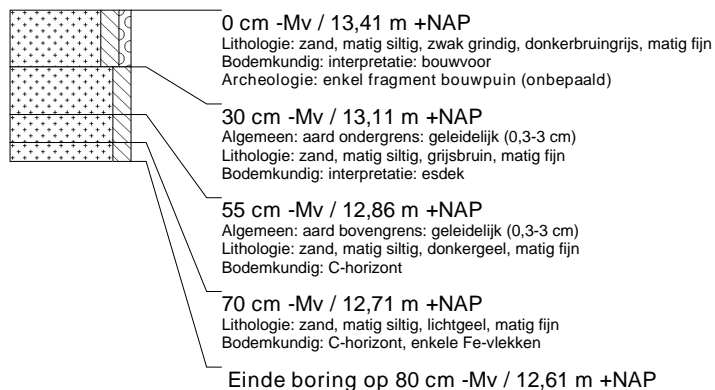 0 cm -Mv / 13,41 m +NAP
Lithologie: zand, matig siltig, zwak grindig, donkerbruingrijs, matig fijn
Bodemkundig: interpretatie: bouwvoor
Archeologie: enkel fragment bouwpuin (onbepaald)
30 cm -Mv / 13,11 m +NAP
Algemeen: aard ondergrens: geleidelijk (0,3-3 cm)
Lithologie: zand, matig siltig, grijsbruin, matig fijn
Bodemkundig: interpretatie: esdek
55 cm -Mv / 12,86 m +NAP
Algemeen: aard bovengrens: geleidelijk (0,3-3 cm)
Lithologie: zand, matig siltig, donkergeel, matig fijn
Bodemkundig: C-horizont
70 cm -Mv / 12,71 m +NAP
Lithologie: zand, matig siltig, lichtgeel, matig fijn
Bodemkundig: C-horizont, enkele Fe-vlekken
Einde boring op 80 cm -Mv / 12,61 m +NAP